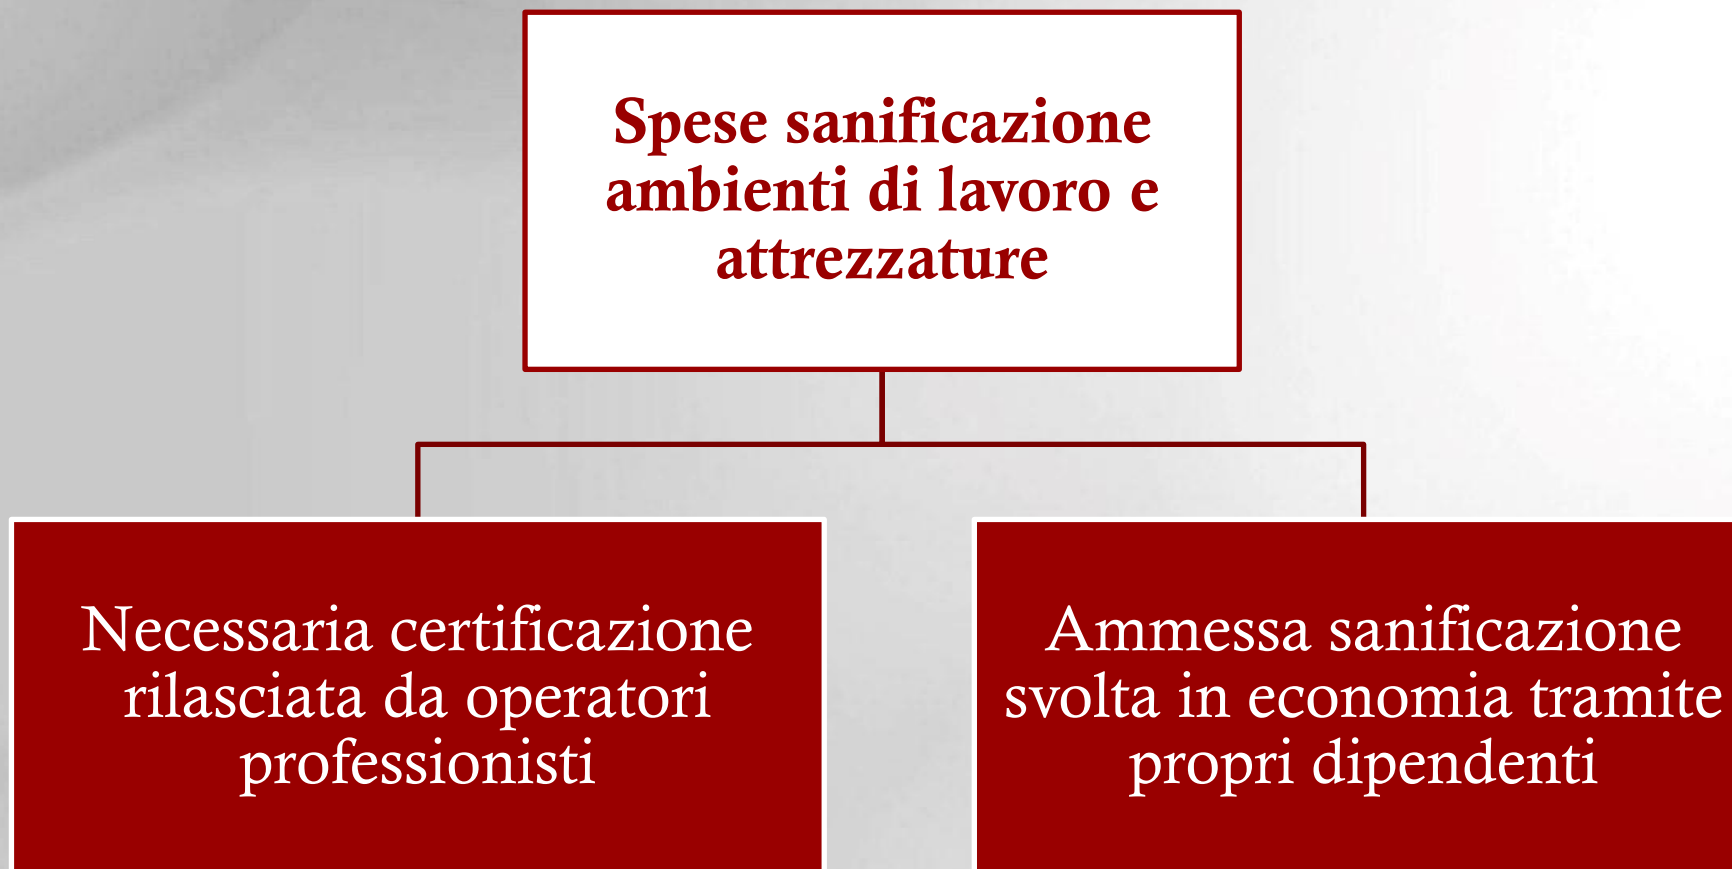 Spese sanificazione
ambienti di lavoro e
attrezzature
Necessaria certificazione
rilasciata da operatori
professionisti
Ammessa sanificazione
svolta in economia tramite
propri dipendenti